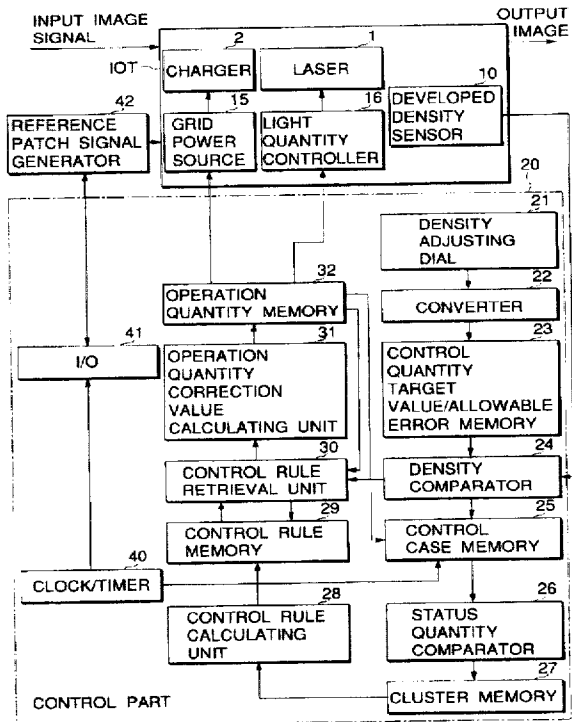 INPUT IMAGE
SIGNAL
OUTPUT
IMAGE
IOT
2
CHARGER
1
LASER
10
DEVELOPED
DENSITY
SENSOR
42
REFERENCE
PATCH SIGNAL
GENERATOR
15
GRID
POWER
SOURCE
16
LIGHT
QUANTITY
CONTROLLER
20
21
DENSITY
ADJUSTING
DIAL
22
CONVERTER
32
OPERATION
QUANTITY MEMORY
23
CONTROL
QUANTITY
TARGET
VALUE/ALLOWABLE
ERROR MEMORY
41
I/O
31
OPERATION
QUANTITY
CORRECTION
VALUE
CALCULATING UNIT
24
DENSITY
COMPARATOR
30
CONTROL RULE
RETRIEVAL UNIT
25
CONTROL
CASE MEMORY
29
CONTROL RULE
MEMORY
40
CLOCK/TIMER
28
CONTROL RULE
CALCULATING
UNIT
26
STATUS
QUANTITY
COMPARATOR
27
CLUSTER MEMORY
CONTROL PART